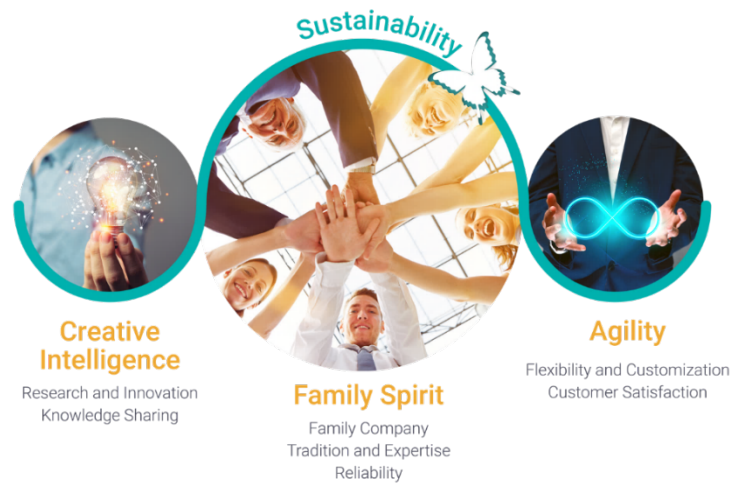 Sustainability
Creative
Intelligence
Research and Innovation
Knowledge Sharing
Family Spirit
Family Company
Tradition and Expertise
Reliability
Agility
Flexibility and Customization
Customer Satisfaction